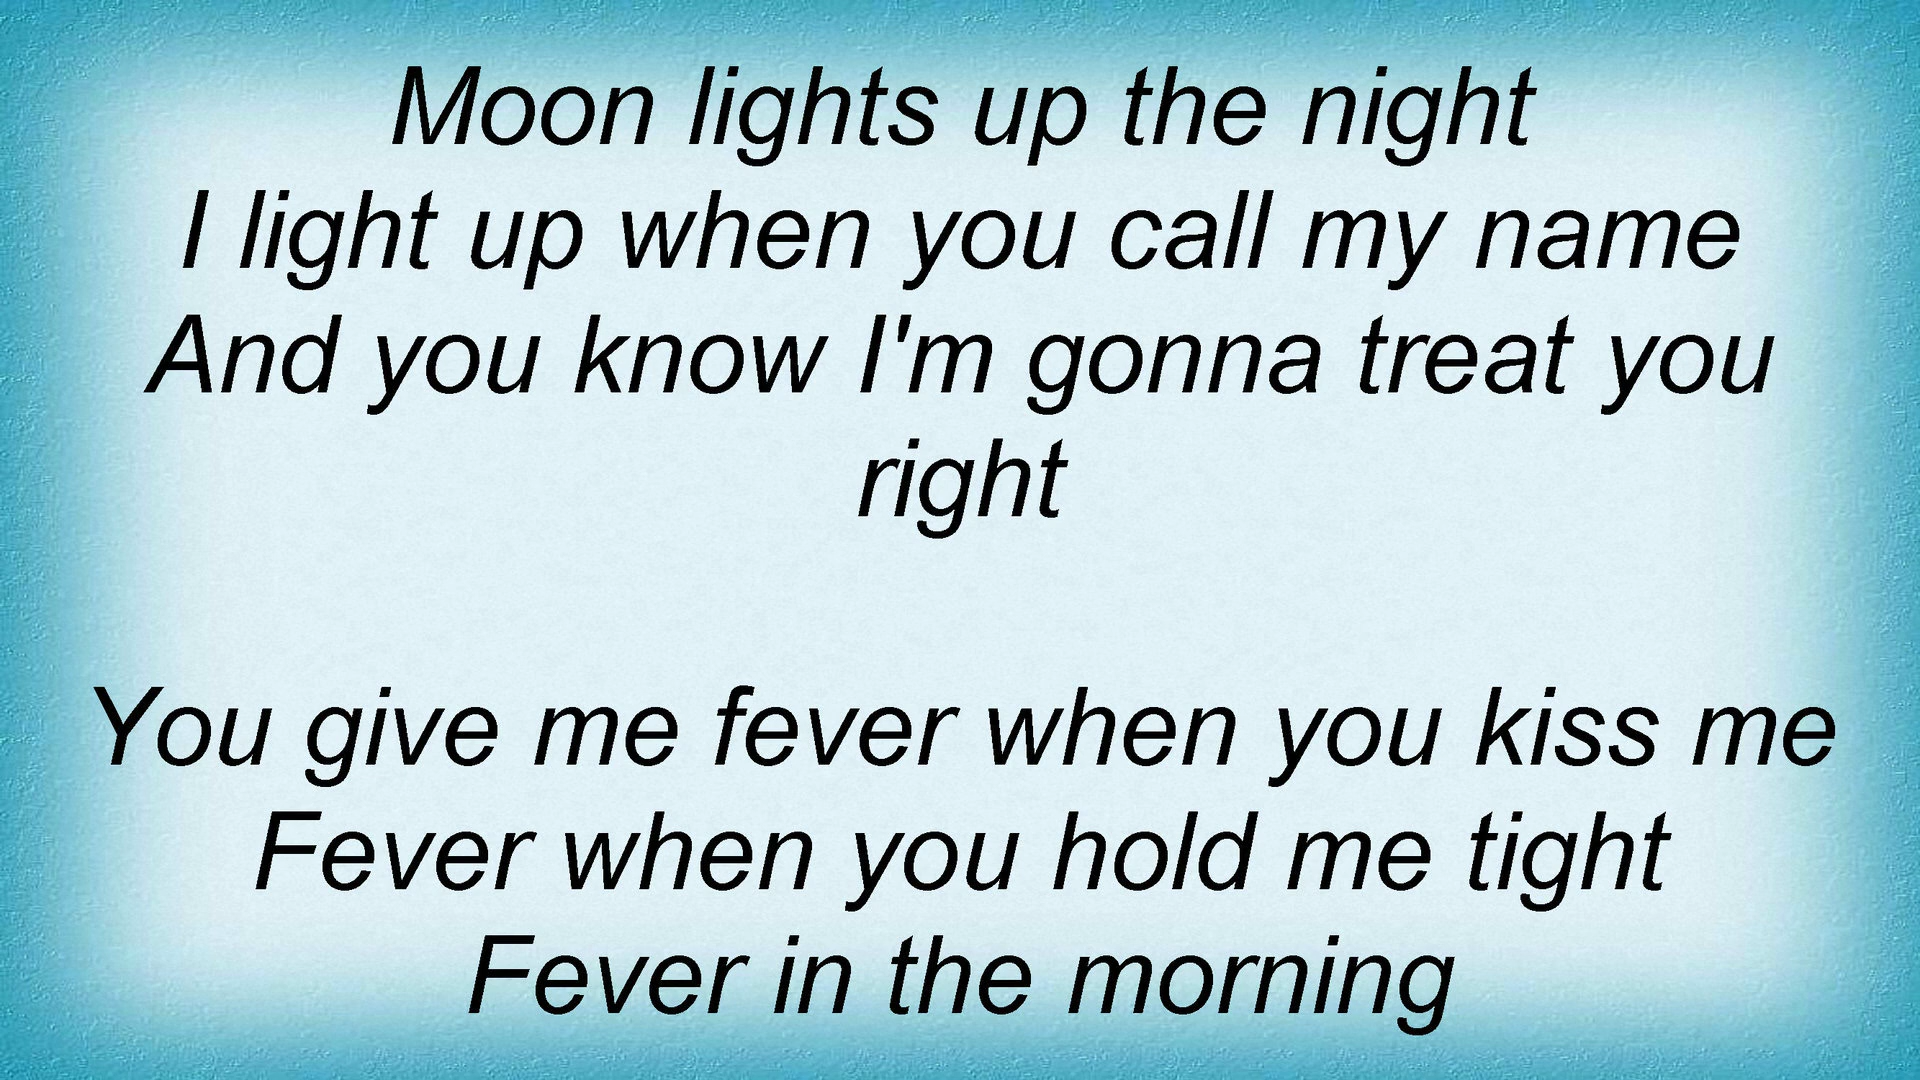 Moon lights up the night
I light up when you call my name
And you know I'm gonna treat you
right
You give me fever when you kiss me
Fever when you hold me tight
Fever in the morning